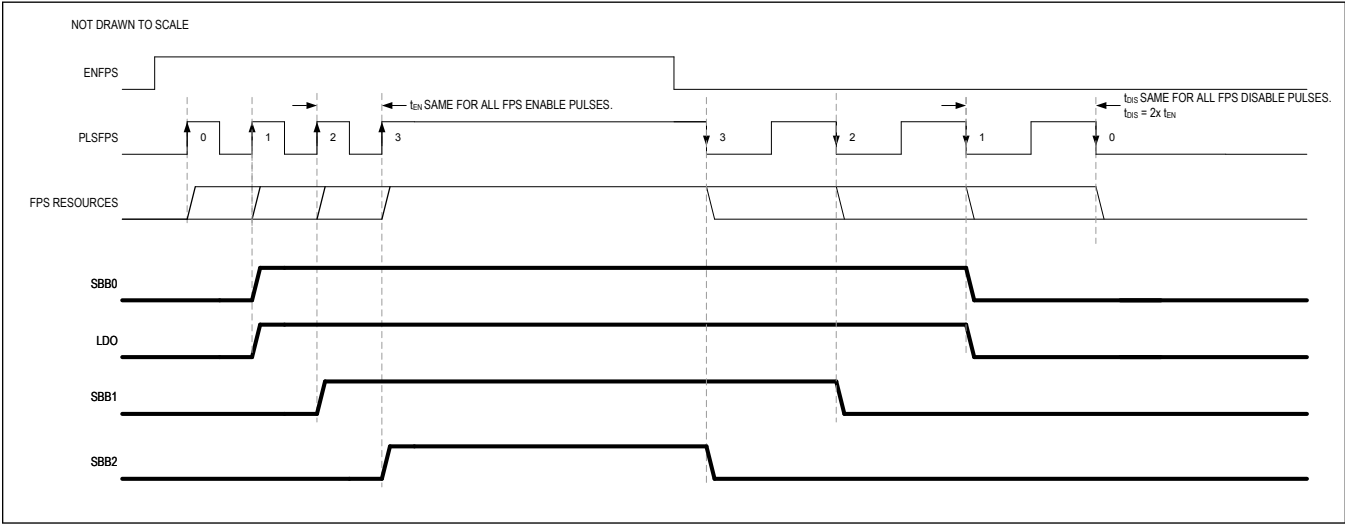 NOT DRAWN TO SCALE
ENFPS
tEN SAME FOR ALL FPS ENABLE PULSES.
tDIS SAME FOR ALL FPS DISABLE PULSES.
tDIS = 2x tEN
PLSFPS
0 1 2 3 3 2 1 0
FPS RESOURCES
SBB0
LDO
SBB1
SBB2